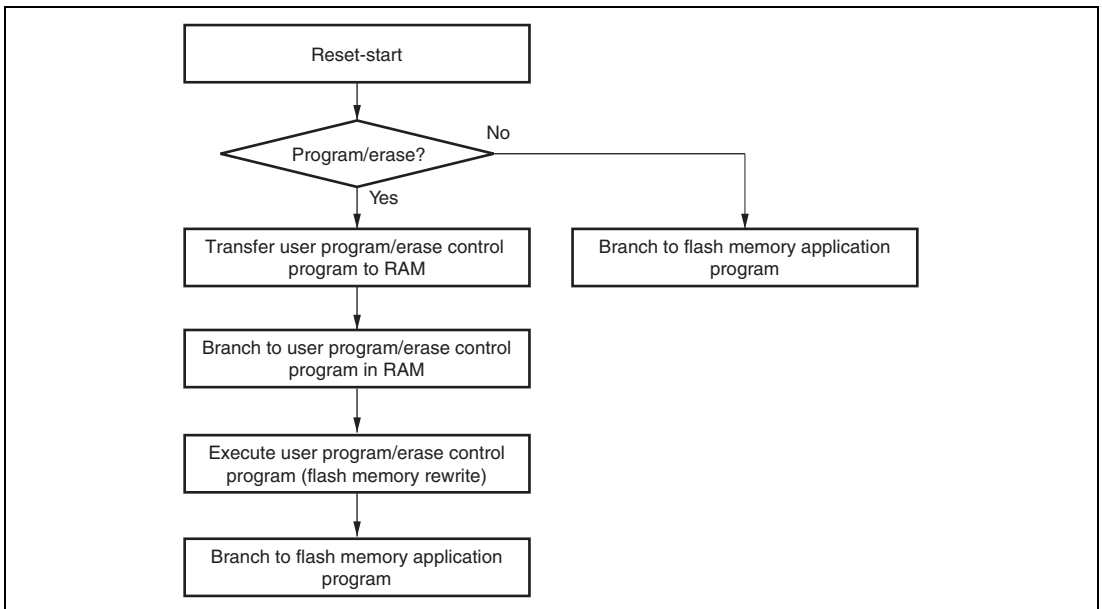 Reset-start
No
Program/erase?
Yes
Transfer user program/erase control
program to RAM
Branch to flash memory application
program
Branch to user program/erase control
program in RAM
Execute user program/erase control
program (flash memory rewrite)
Branch to flash memory application
program